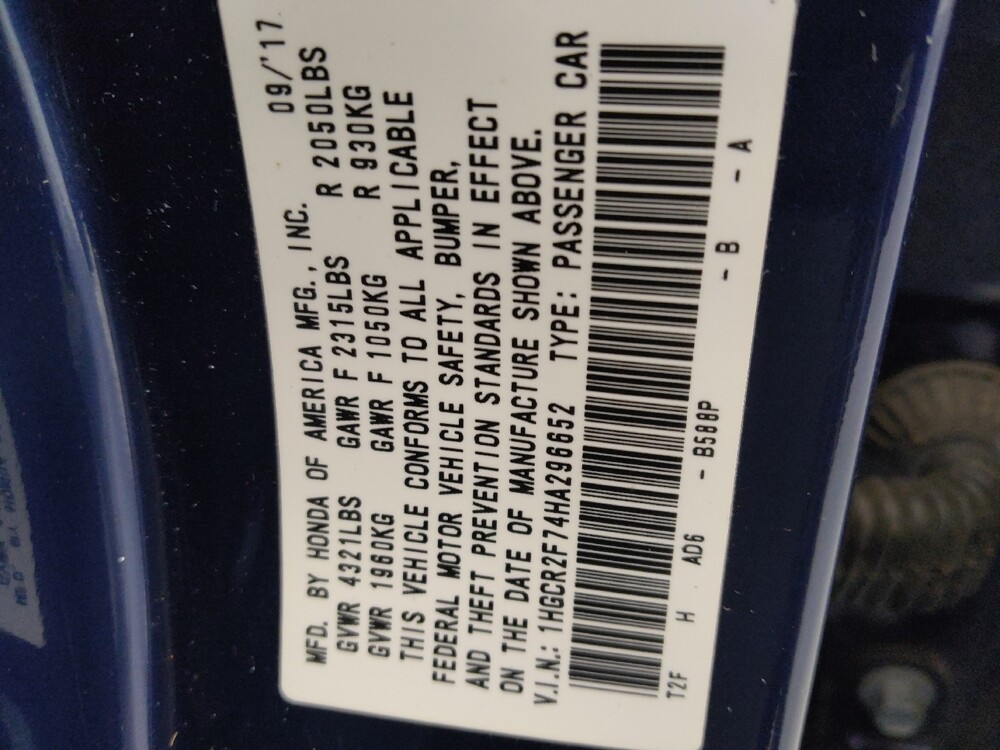 MFD. BY HONDA OF AMERICA MFG., INC. 09/'17
GVWR 4321LBS GAWR F 2315LBS R 2050LBS
GVWR 1960KG GAWR F 1050KG R 930KG
THIS VEHICLE CONFORMS TO ALL APPLICABLE
FEDERAL MOTOR VEHICLE SAFETY, BUMPER,
AND THEFT PREVENTION STANDARDS IN EFFECT
ON THE DATE OF MANUFACTURE SHOWN ABOVE.
V.I.N.: 1HGCR2F74HA296652 TYPE: PASSENGER CAR
T2F H AD6 - B588P - B - A